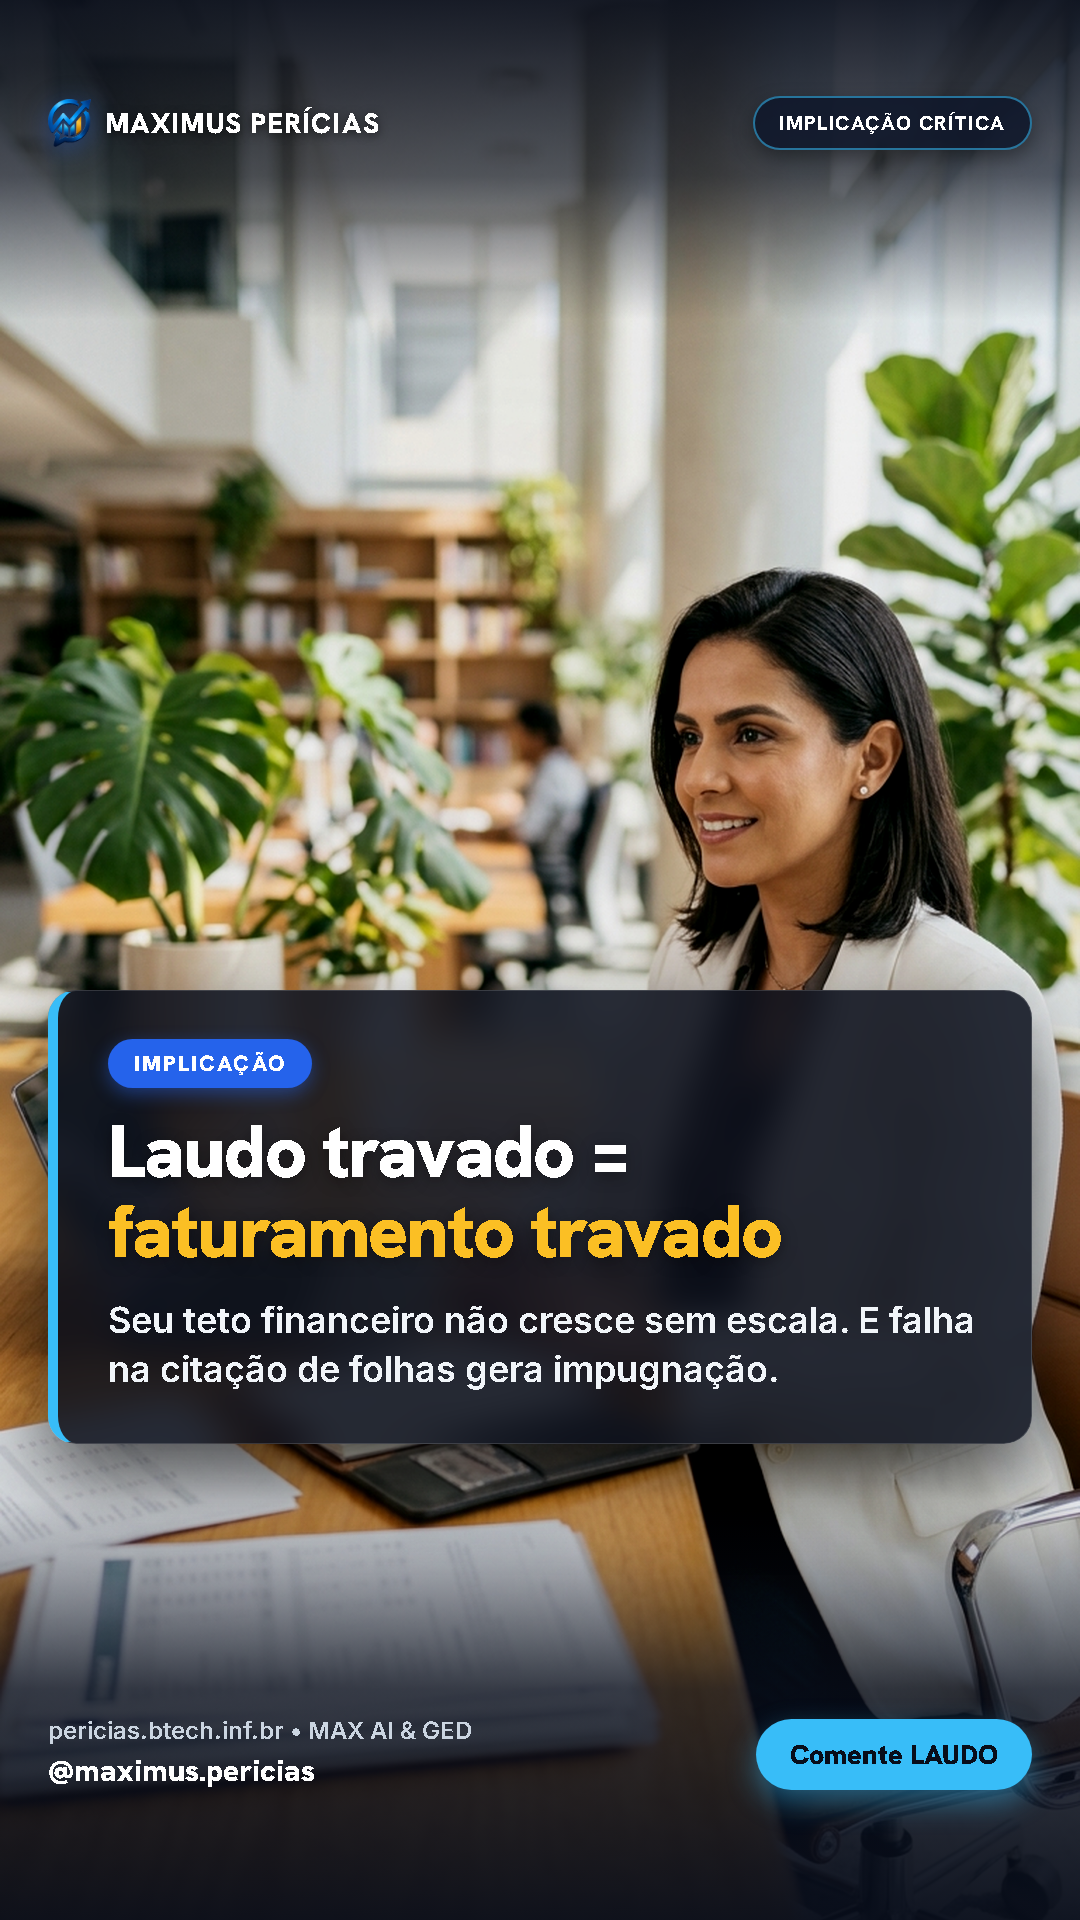 MAXIMUS PERÍCIAS
IMPLICAÇÃO CRÍTICA
IMPLICAÇÃO
Laudo travado =
faturamento travado
Seu teto financeiro não cresce sem escala. E falha
na citação de folhas gera impugnação.
pericias.btech.inf.br • MAX AI & GED
@maximus.pericias
Comente LAUDO